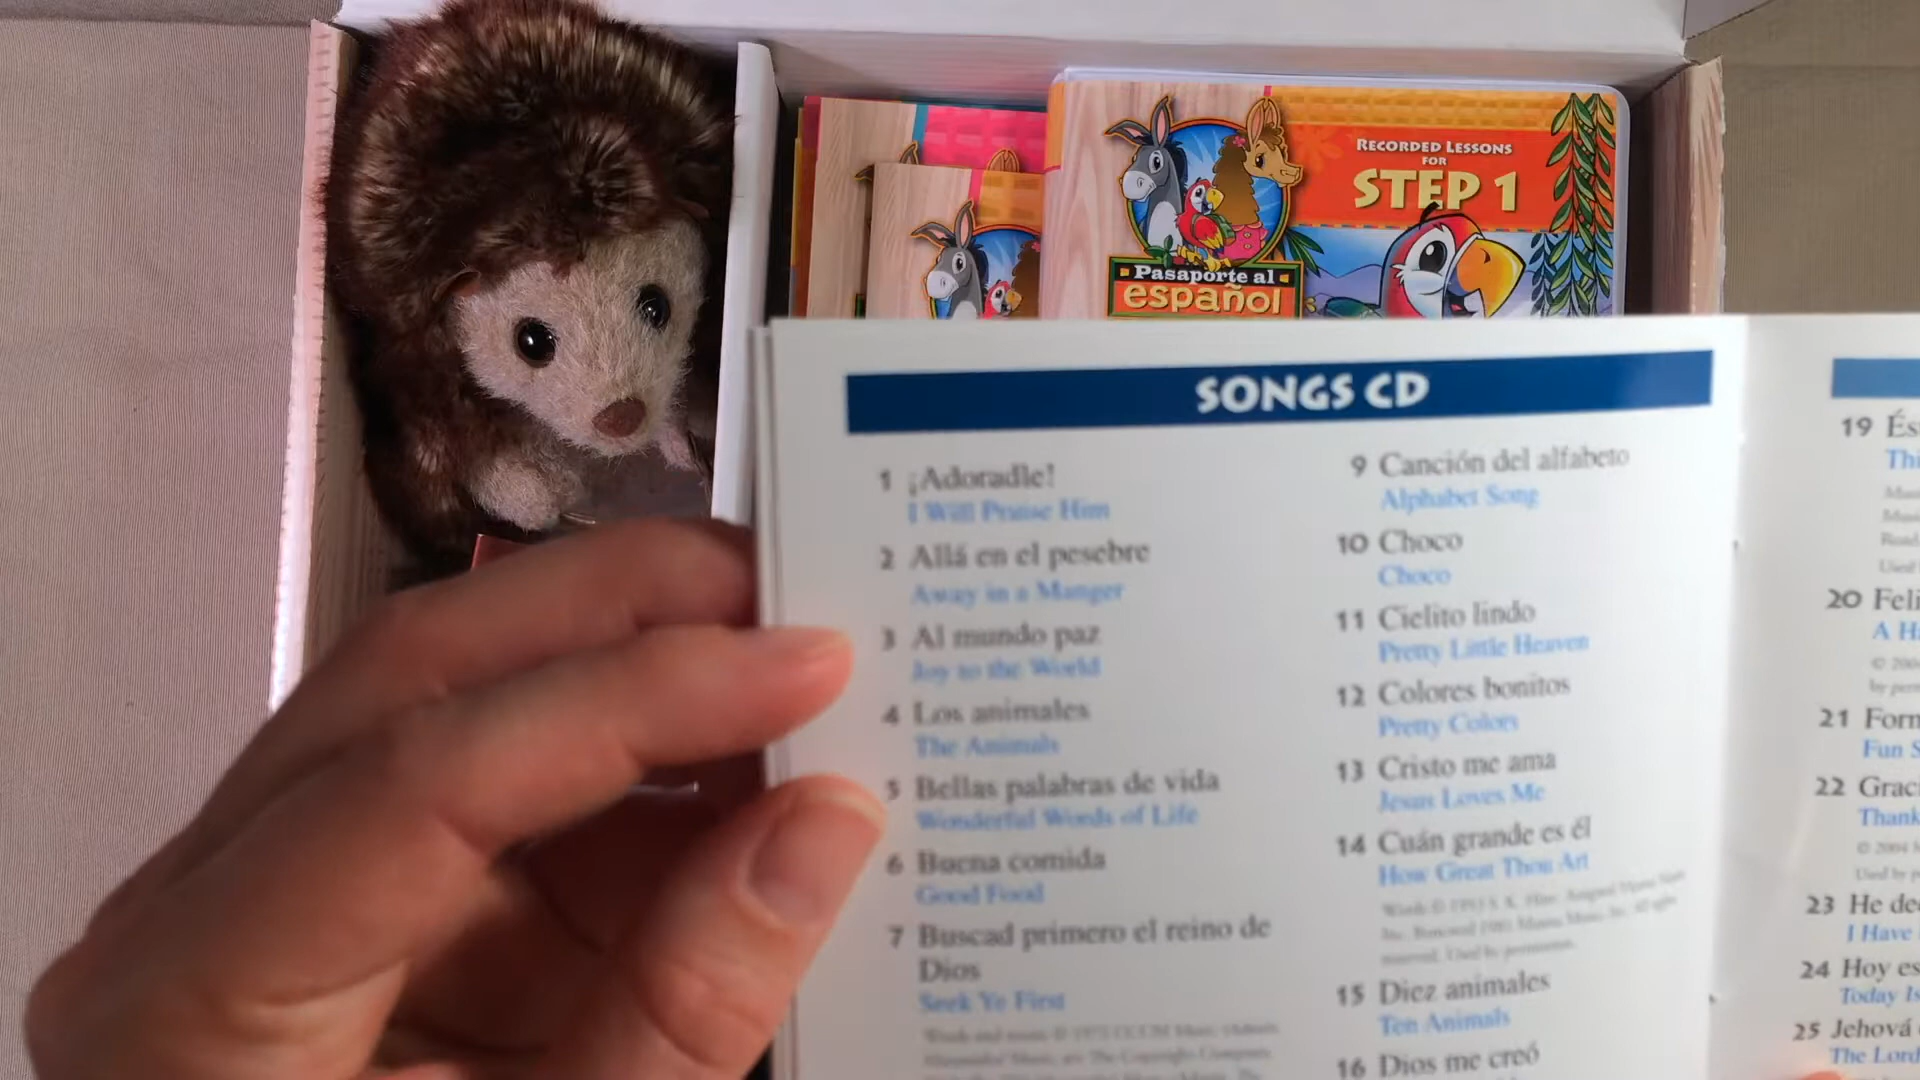 RECORDED LESSONS
FOR
STEP 1
Pasaporte al
español
SONGS CD
1 ¡Adoradle!
I Will Praise Him
2 Allá en el pesebre
Away in a Manger
3 Al mundo paz
Joy to the World
4 Los animales
The Animals
5 Bellas palabras de vida
Wonderful Words of Life
6 Buena comida
Good Food
7 Buscad primero el reino de
Dios
Seek Ye First
9 Canción del alfabeto
Alphabet Song
10 Choco
Choco
11 Cielito lindo
Pretty Little Heaven
12 Colores bonitos
Pretty Colors
13 Cristo me ama
Jesus Loves Me
14 Cuán grande es él
How Great Thou Art
15 Diez animales
Ten Animals
16 Dios me creó
19
20
A
21
Fun
22
23 He
I Have
24 Hoy
Today
25 Jehová
The Lord